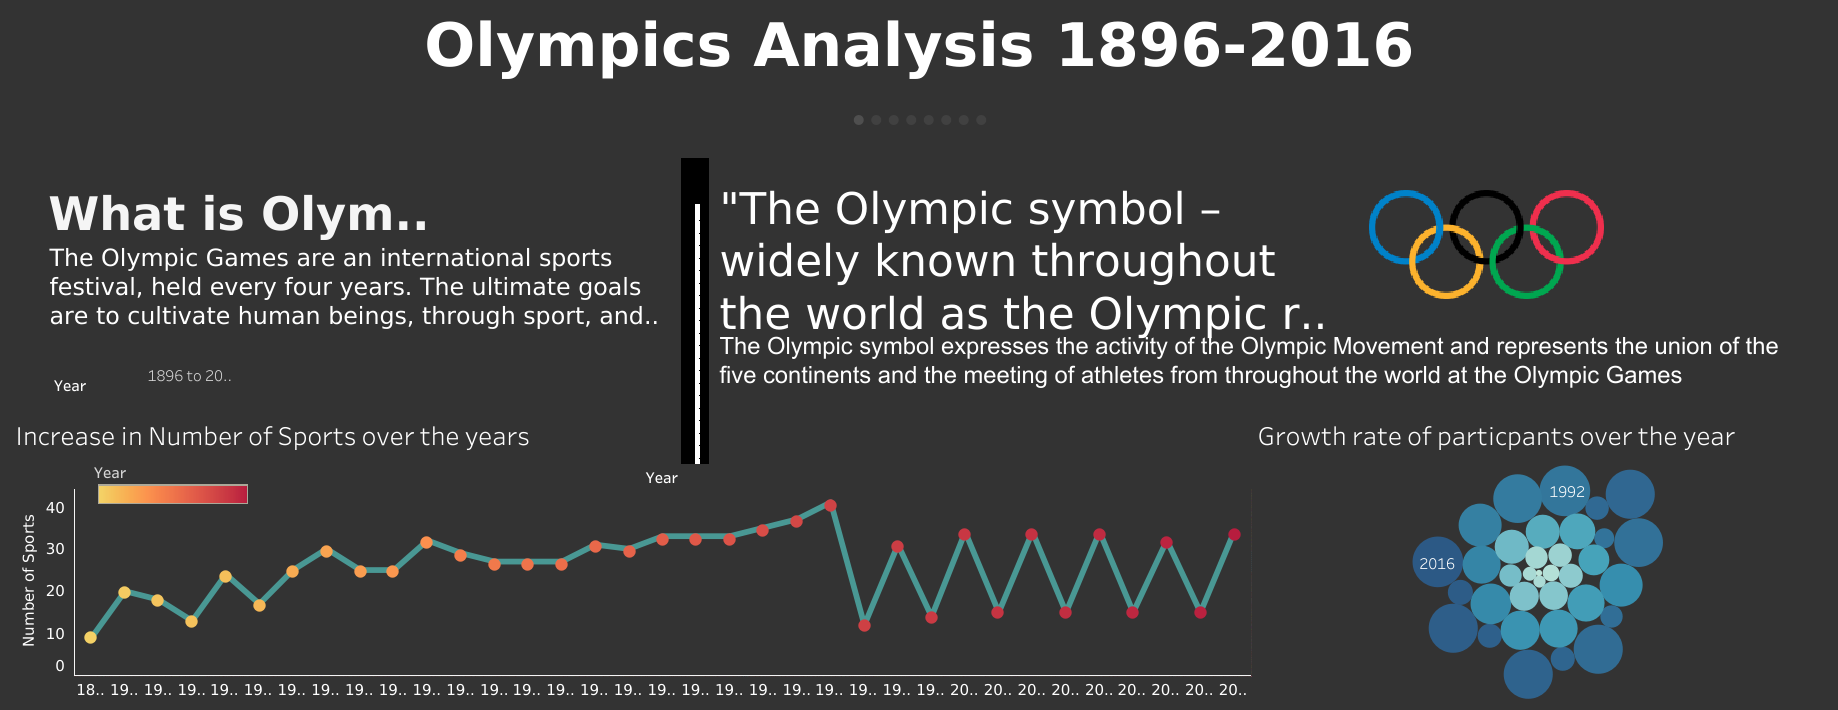 Olympics Analysis 1896-2016
What is Olym..
The Olympic Games are an international sports
festival, held every four years. The ultimate goals
are to cultivate human beings, through sport, and..
Year
1896 to 20..
"The Olympic symbol –
widely known throughout
the world as the Olympic r..
The Olympic symbol expresses the activity of the Olympic Movement and represents the union of the
five continents and the meeting of athletes from throughout the world at the Olympic Games
Increase in Number of Sports over the years
Year
Year
Number of Sports
40
30
20
10
0
18.. 19.. 19.. 19.. 19.. 19.. 19.. 19.. 19.. 19.. 19.. 19.. 19.. 19.. 19.. 19.. 19.. 19.. 19.. 19.. 19.. 19.. 19.. 19.. 19.. 19.. 20.. 20.. 20.. 20.. 20.. 20.. 20.. 20.. 20..
Growth rate of particpants over the year
1992
2016